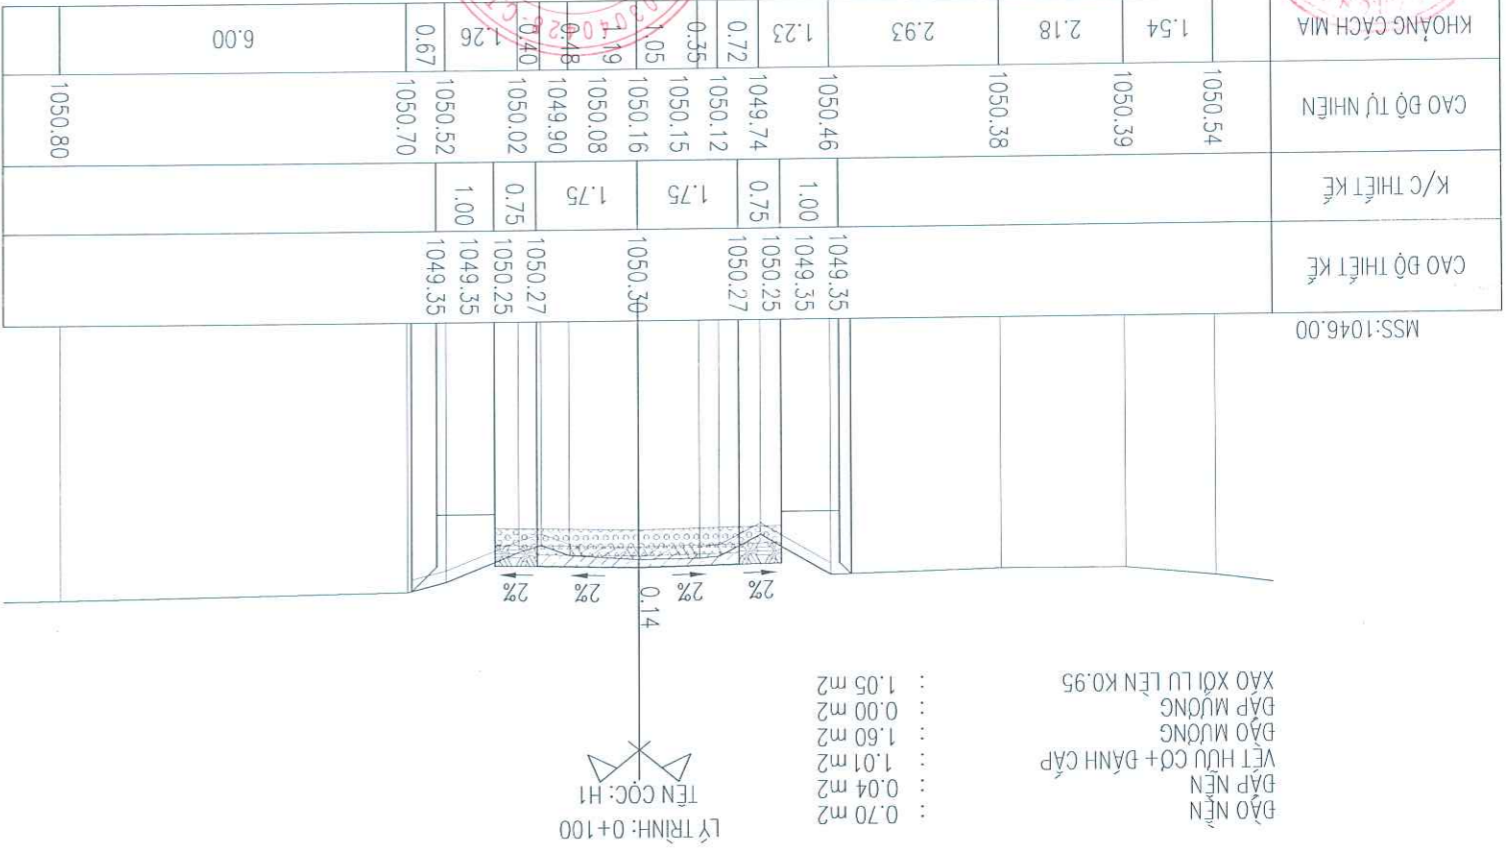 LÝ TRÌNH: 0+100
TÊN CỌC: H1
ĐÀO NỀN : 0.70 m2
ĐẮP NỀN : 0.04 m2
VÉT HỮU CƠ+ ĐÁNH CẤP : 1.01 m2
ĐÀO MƯƠNG : 1.60 m2
ĐẮP MƯƠNG : 0.00 m2
XÁO XỚI LU LÈN K0.95 : 1.05 m2
0.14
2% 2% 2% 2%
MSS:1046.00
CAO ĐỘ THIẾT KẾ 1049.35 1049.35 1050.25 1050.27 1050.30 1050.27 1050.25 1049.35 1049.35
K/C THIẾT KẾ 1.00 0.75 1.75 1.75 0.75 1.00
CAO ĐỘ TỰ NHIÊN 1050.54 1050.39 1050.38 1050.46 1049.74 1050.12 1050.15 1050.16 1050.08 1049.90 1050.02 1050.52 1050.70 1050.80
KHOẢNG CÁCH MIA 1.54 2.18 2.93 1.23 0.72 0.35 1.05 1.19 0.48 0.40 1.26 0.67 6.00